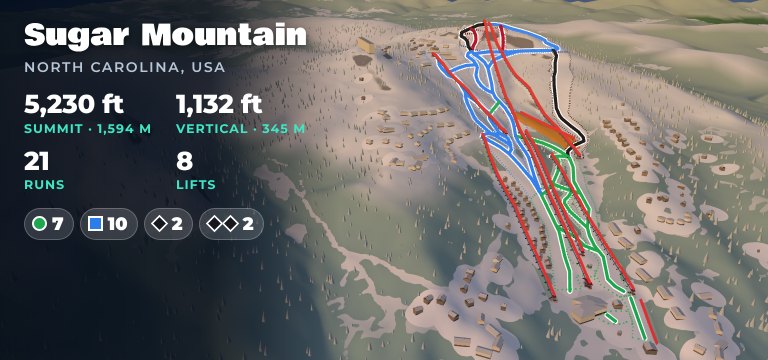 Sugar Mountain
NORTH CAROLINA, USA
5,230 ft 1,132 ft
SUMMIT · 1,594 M VERTICAL · 345 M
21 8
RUNS LIFTS
7 10 2 2